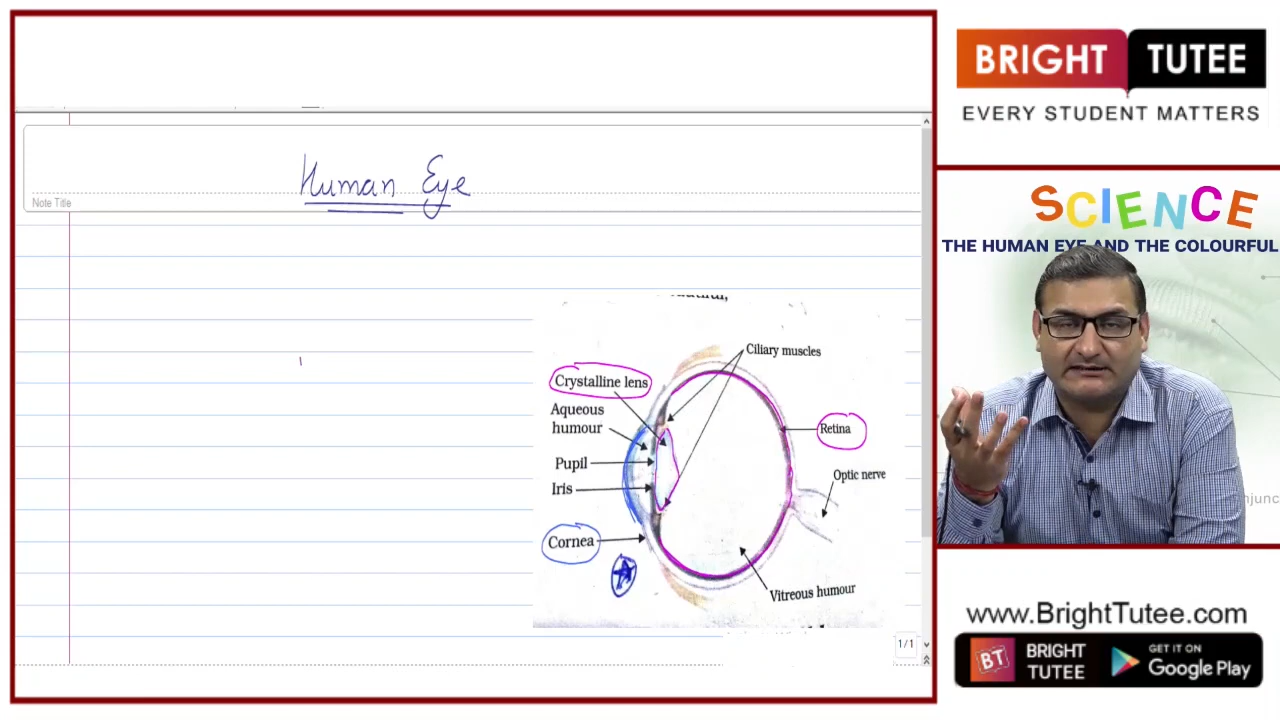 Human Eye
Note Title
Ciliary muscles
Crystalline lens
Aqueous
humour
Retina
Pupil
Optic nerve
Iris
Cornea
Vitreous humour
1/1
BRIGHT TUTEE
EVERY STUDENT MATTERS
SCIENCE
THE HUMAN EYE AND THE COLOURFUL
www.BrightTutee.com
BT
BRIGHT
TUTEE
GET IT ON
Google Play